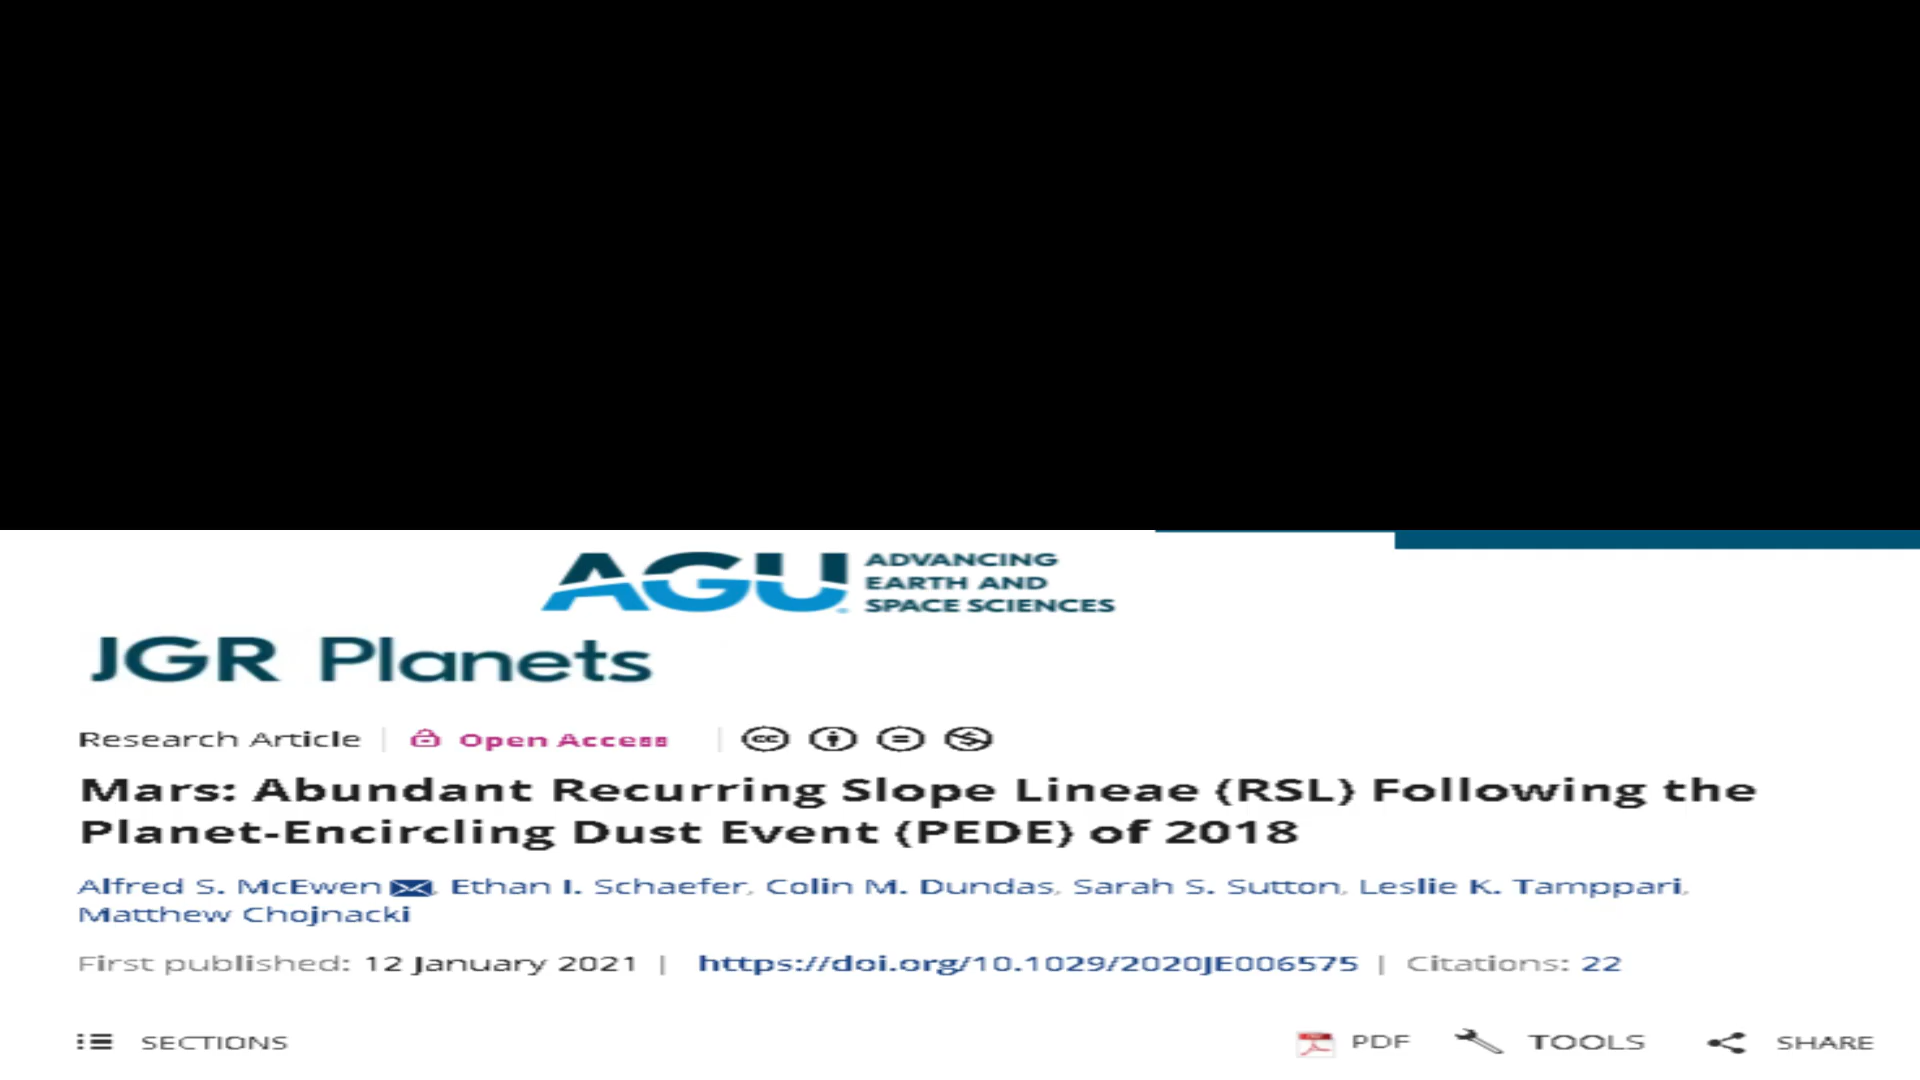 AGU ADVANCING
EARTH AND
SPACE SCIENCES
JGR Planets
Research Article | Open Access | cc
Mars: Abundant Recurring Slope Lineae (RSL) Following the
Planet-Encircling Dust Event (PEDE) of 2018
Alfred S. McEwen, Ethan I. Schaefer, Colin M. Dundas, Sarah S. Sutton, Leslie K. Tamppari,
Matthew Chojnacki
First published: 12 January 2021 | https://doi.org/10.1029/2020JE006575 | Citations: 22
SECTIONS PDF TOOLS SHARE